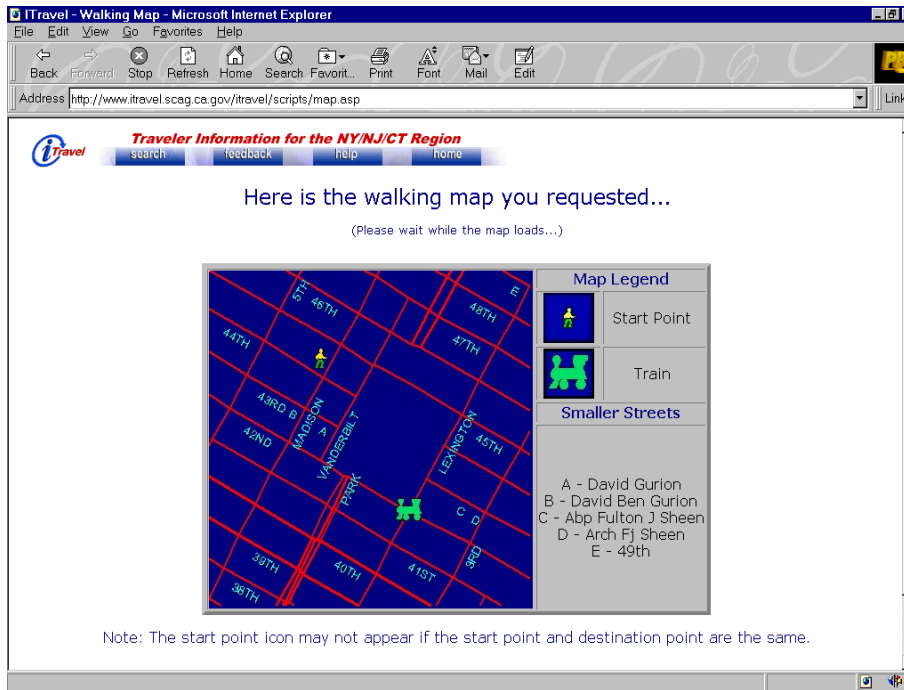 ITravel - Walking Map - Microsoft Internet Explorer
File Edit View Go Favorites Help
Back Forward Stop Refresh Home Search Favorit... Print Font Mail Edit
Address http://www.itravel.scag.ca.gov/itravel/scripts/map.asp
i Travel
Traveler Information for the NY/NJ/CT Region
search feedback help home
Here is the walking map you requested...
(Please wait while the map loads...)
5TH
46TH
E
48TH
44TH
47TH
43RD B
MADISON
A
42ND
VANDERBILT
LEXINGTON
45TH
PARK
C
D
39TH
40TH
41ST
3RD
38TH
Map Legend
Start Point
Train
Smaller Streets
A - David Gurion
B - David Ben Gurion
C - Abp Fulton J Sheen
D - Arch Fj Sheen
E - 49th
Note: The start point icon may not appear if the start point and destination point are the same.